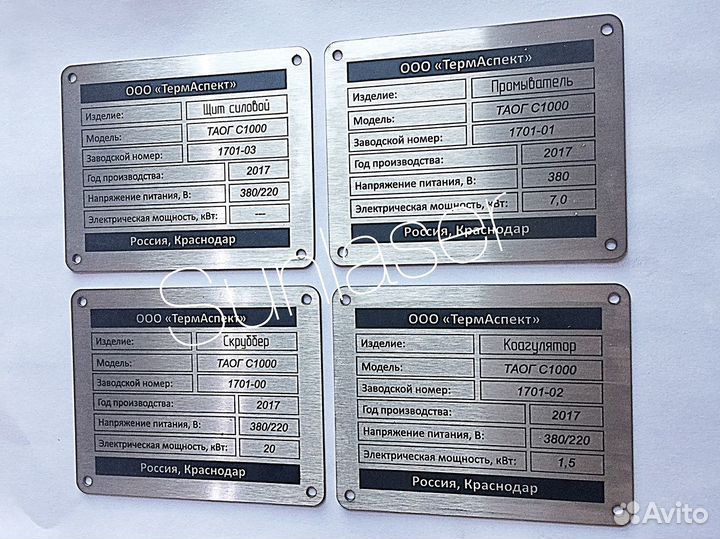 ООО «ТермАспект»
Изделие: Щит силовой
Модель: ТАОГ С1000
Заводской номер: 1701-03
Год производства: 2017
Напряжение питания, В: 380/220
Электрическая мощность, кВт: ---
Россия, Краснодар
ООО «ТермАспект»
Изделие: Промыватель
Модель: ТАОГ С1000
Заводской номер: 1701-01
Год производства: 2017
Напряжение питания, В: 380
Электрическая мощность, кВт: 7,0
Россия, Краснодар
ООО «ТермАспект»
Изделие: Скруббер
Модель: ТАОГ С1000
Заводской номер: 1701-00
Год производства: 2017
Напряжение питания, В: 380/220
Электрическая мощность, кВт: 20
Россия, Краснодар
ООО «ТермАспект»
Изделие: Коагулятор
Модель: ТАОГ С1000
Заводской номер: 1701-02
Год производства: 2017
Напряжение питания, В: 380/220
Электрическая мощность, кВт: 1,5
Россия, Краснодар
Sunlaser
Avito